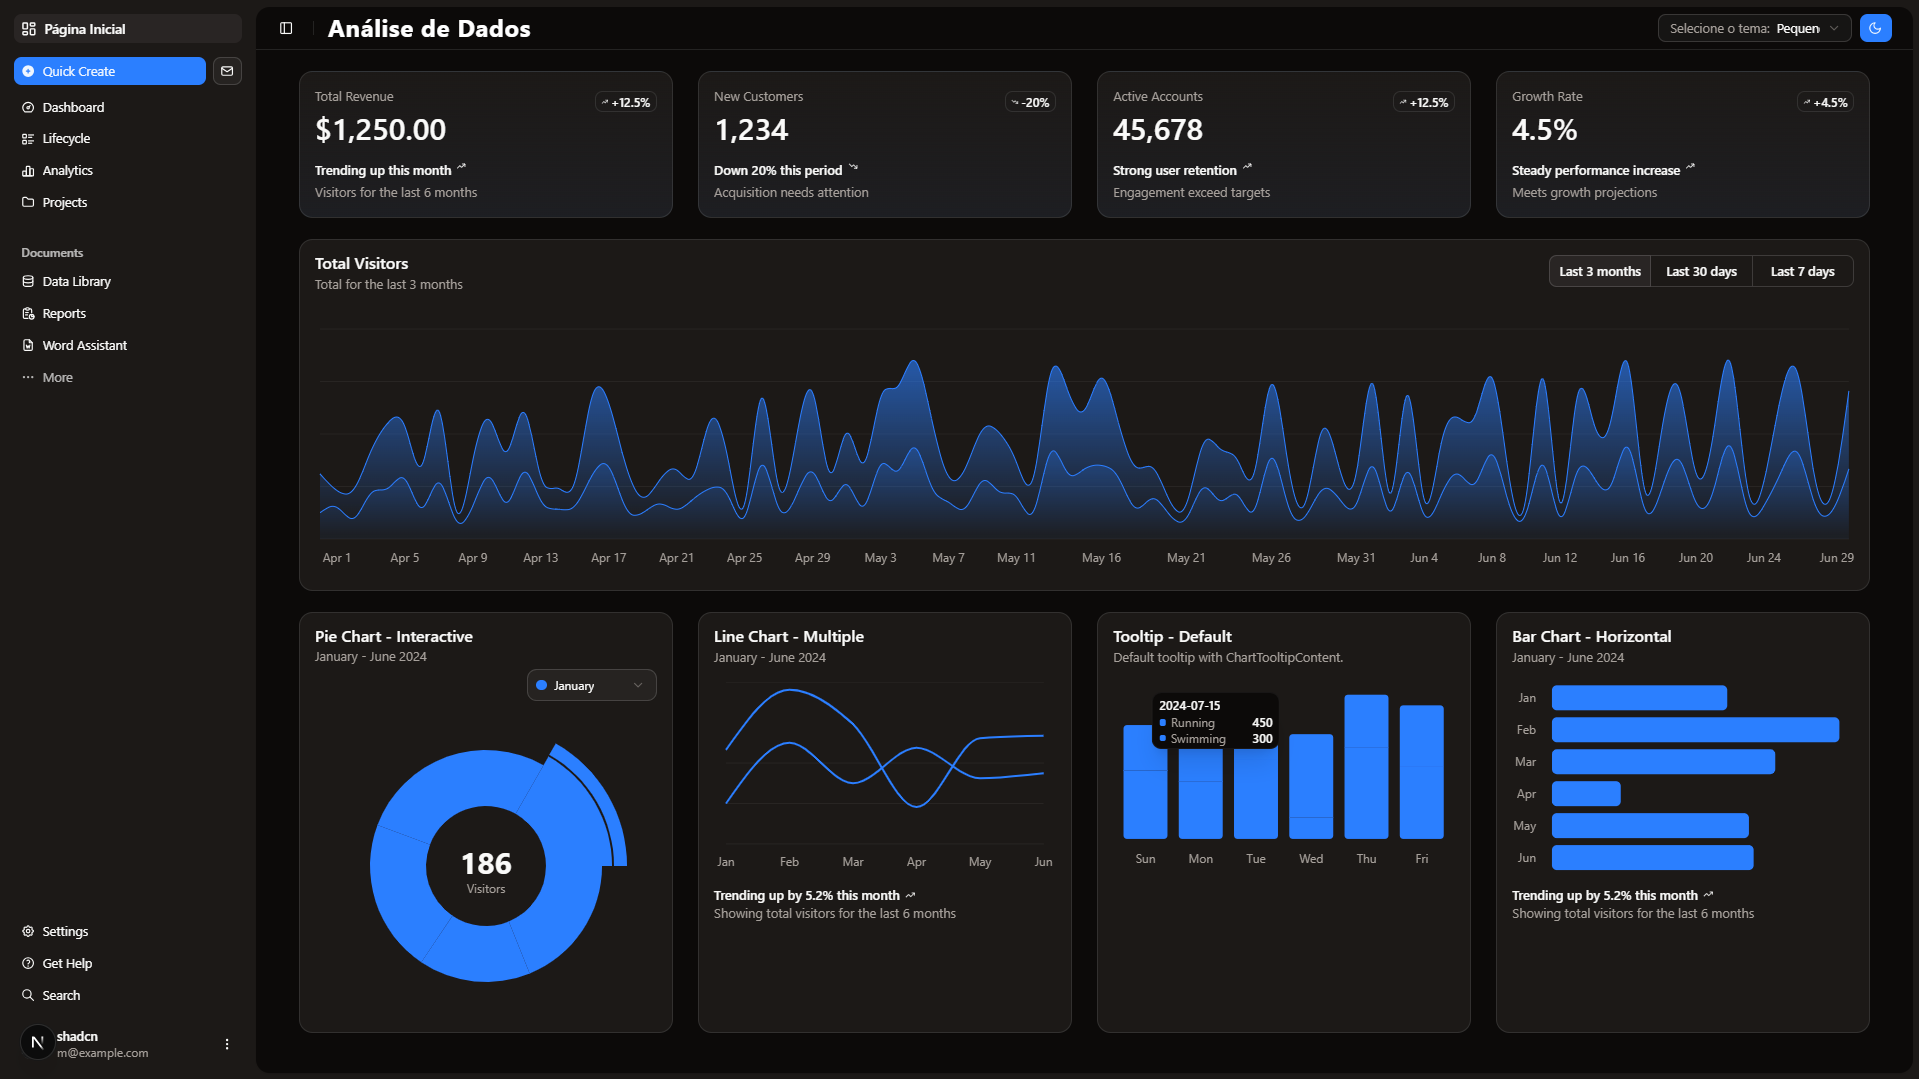 Página Inicial
Quick Create
Dashboard
Lifecycle
Analytics
Projects
Documents
Data Library
Reports
Word Assistant
More
Settings
Get Help
Search
N
shadcn
m@example.com
Análise de Dados
Selecione o tema: Pequen
Total Revenue
+12.5%
$1,250.00
Trending up this month
Visitors for the last 6 months
New Customers
-20%
1,234
Down 20% this period
Acquisition needs attention
Active Accounts
+12.5%
45,678
Strong user retention
Engagement exceed targets
Growth Rate
+4.5%
4.5%
Steady performance increase
Meets growth projections
Total Visitors
Total for the last 3 months
Last 3 months Last 30 days Last 7 days
Apr 1 Apr 5 Apr 9 Apr 13 Apr 17 Apr 21 Apr 25 Apr 29 May 3 May 7 May 11 May 16 May 21 May 26 May 31 Jun 4 Jun 8 Jun 12 Jun 16 Jun 20 Jun 24 Jun 29
Pie Chart - Interactive
January - June 2024
January
186
Visitors
Line Chart - Multiple
January - June 2024
Jan Feb Mar Apr May Jun
Trending up by 5.2% this month
Showing total visitors for the last 6 months
Tooltip - Default
Default tooltip with ChartTooltipContent.
2024-07-15
Running 450
Swimming 300
Sun Mon Tue Wed Thu Fri
Bar Chart - Horizontal
January - June 2024
Jan
Feb
Mar
Apr
May
Jun
Trending up by 5.2% this month
Showing total visitors for the last 6 months